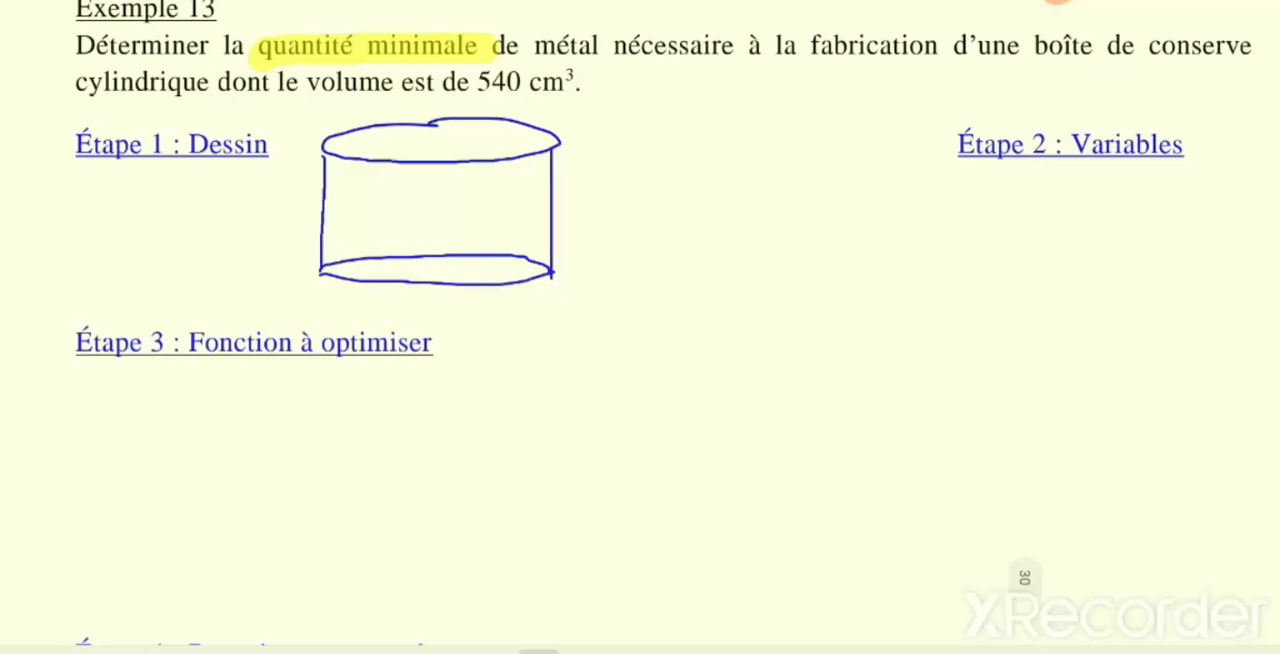 Exemple 13
Déterminer la quantité minimale de métal nécessaire à la fabrication d'une boîte de conserve
cylindrique dont le volume est de 540 cm³.
Étape 1 : Dessin
Étape 2 : Variables
Étape 3 : Fonction à optimiser
30
XRecorder